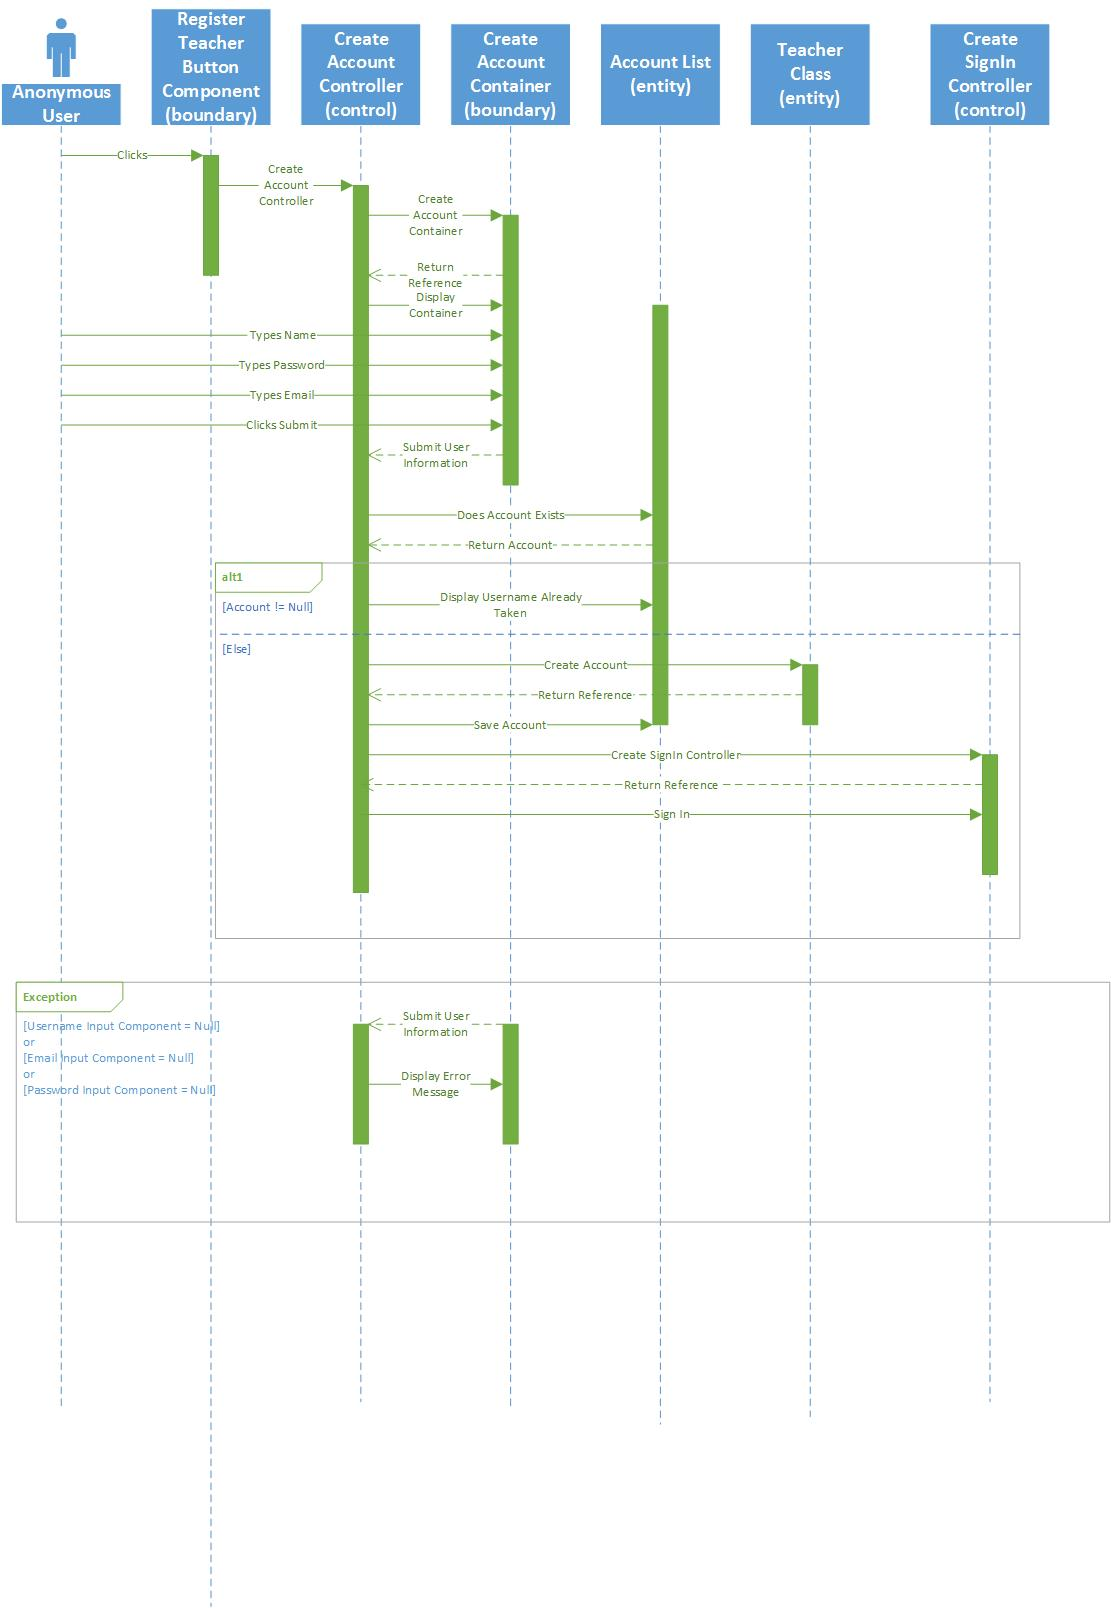 Anonymous
User
Register
Teacher
Button
Component
(boundary)
Create
Account
Controller
(control)
Create
Account
Container
(boundary)
Account List
(entity)
Teacher
Class
(entity)
Create
SignIn
Controller
(control)
Clicks
Create
Account
Controller
Create
Account
Container
Return
Reference
Display
Container
Types Name
Types Password
Types Email
Clicks Submit
Submit User
Information
Does Account Exists
Return Account
alt1
[Account != Null]
Display Username Already
Taken
[Else]
Create Account
Return Reference
Save Account
Create SignIn Controller
Return Reference
Sign In
Exception
[Username Input Component = Null]
or
[Email Input Component = Null]
or
[Password Input Component = Null]
Submit User
Information
Display Error
Message